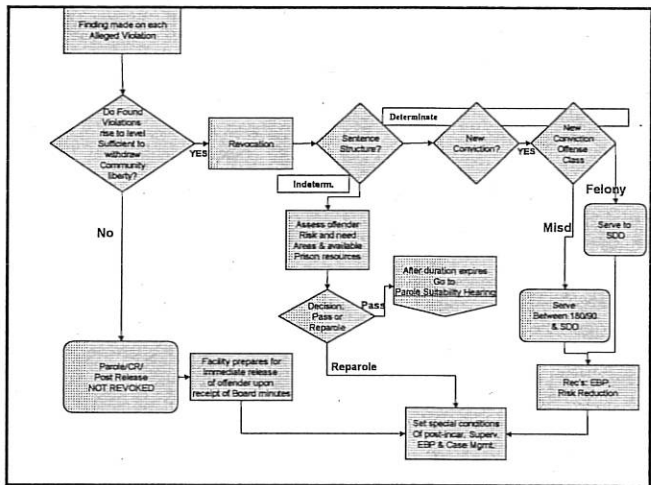 Finding made on each
Alleged Violation
Do Found
Violations
rise to level
Sufficient to
withdraw
Community
liberty?
YES
Revocation
Sentence
Structure?
Determinate
New
Conviction?
YES
New
Conviction
Offense
Class
Felony
Serve to
SDD
Misd
Serve
Between 180/90
& SDD
Rec's: EBP,
Risk Reduction
Indeterm.
Assess offender
Risk and need
Areas & available
Prison resources
Decision:
Pass or
Reparole
Pass
After duration expires
Go to
Parole Suitability Hearing
Reparole
No
Parole/CR/
Post Release
NOT REVOKED
Facility prepares for
Immediate release
of offender upon
receipt of Board minutes
Set special conditions
Of post-incar. Superv.
EBP & Case Mgmt.